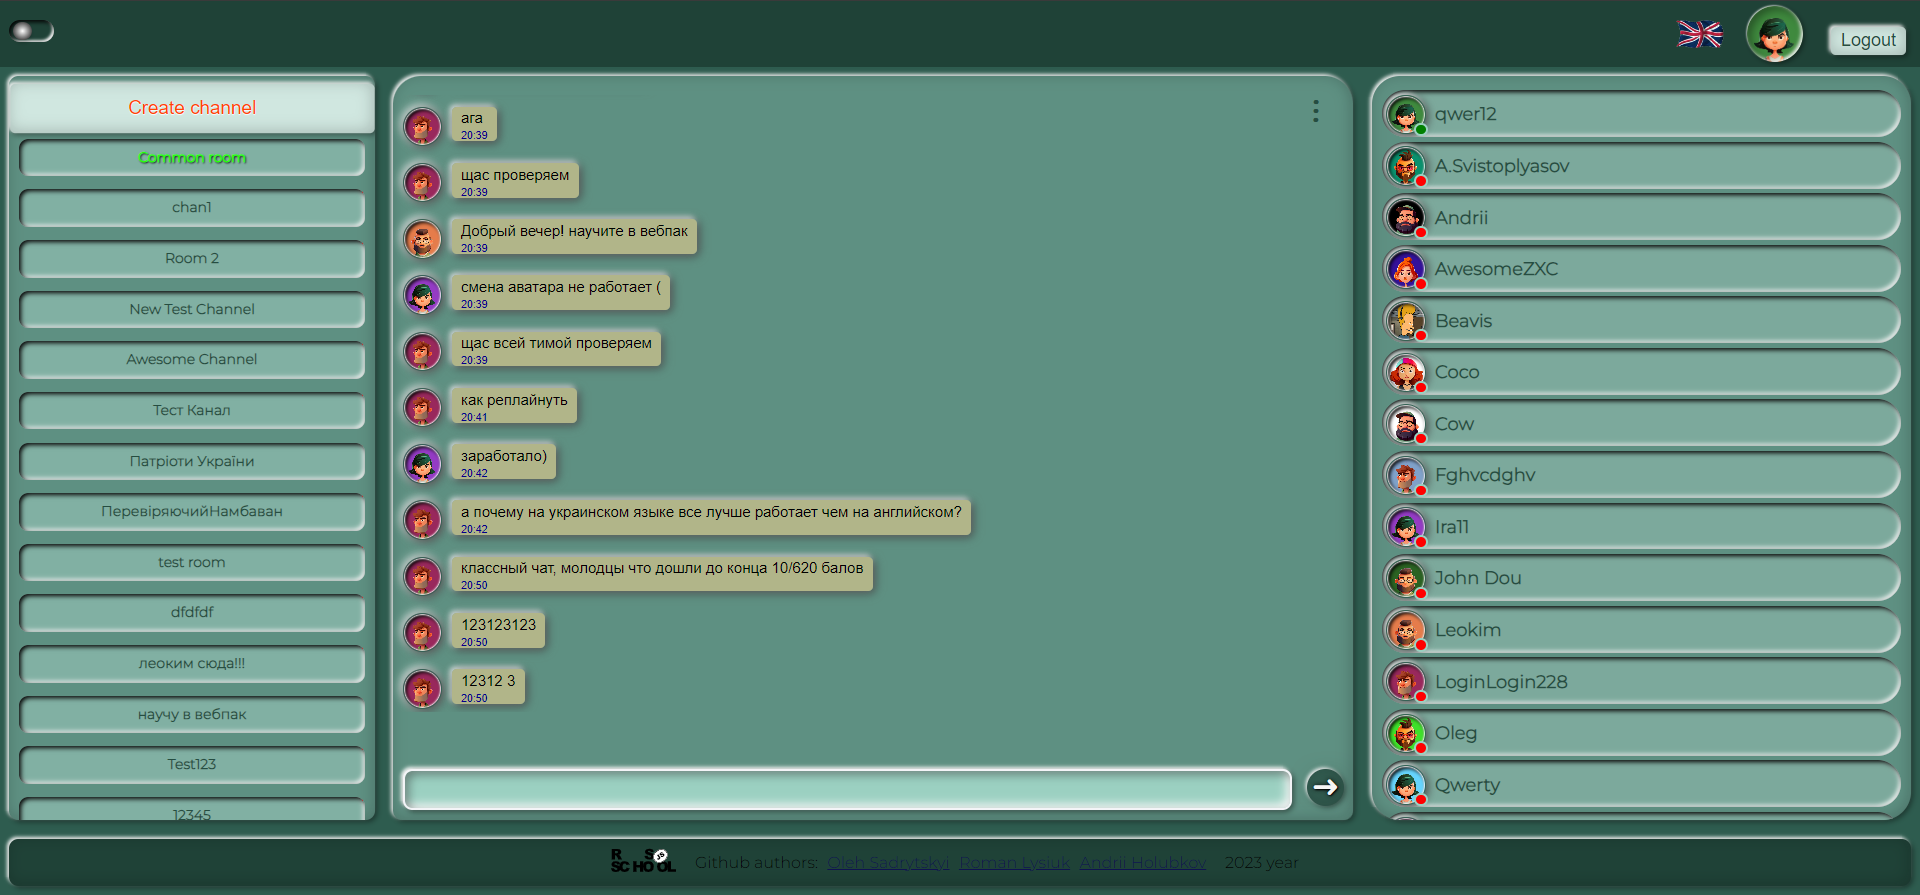 Logout
Create channel
Common room
chan1
Room 2
New Test Channel
Awesome Channel
Тест Канал
Патріоти України
ПеревіряючийНамбаван
test room
dfdfdf
леоким сюда!!!
научу в вебпак
Test123
12345
ага
20:39
щас проверяем
20:39
Добрый вечер! научите в вебпак
20:39
смена аватара не работает (
20:39
щас всей тимой проверяем
20:39
как реплайнуть
20:41
заработало)
20:42
а почему на украинском языке все лучше работает чем на английском?
20:42
классный чат, молодцы что дошли до конца 10/620 балов
20:50
123123123
20:50
12312 3
20:50
qwer12
A.Svistoplyasov
Andrii
AwesomeZXC
Beavis
Coco
Cow
Fghvcdghv
Ira11
John Dou
Leokim
LoginLogin228
Oleg
Qwerty
R S JS
SCHOOL
Github authors: Oleh Sadrytskyi Roman Lysiuk Andrii Holubkov 2023 year